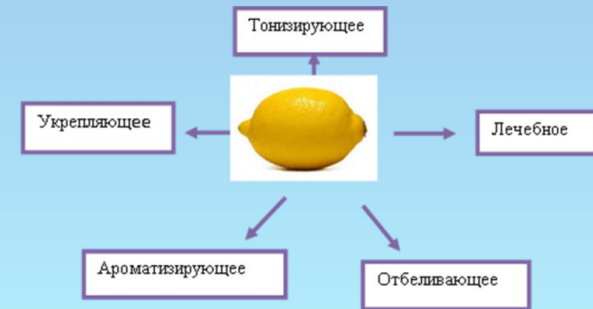 Тонизирующее
Укрепляющее
Лечебное
Ароматизирующее
Отбеливающее